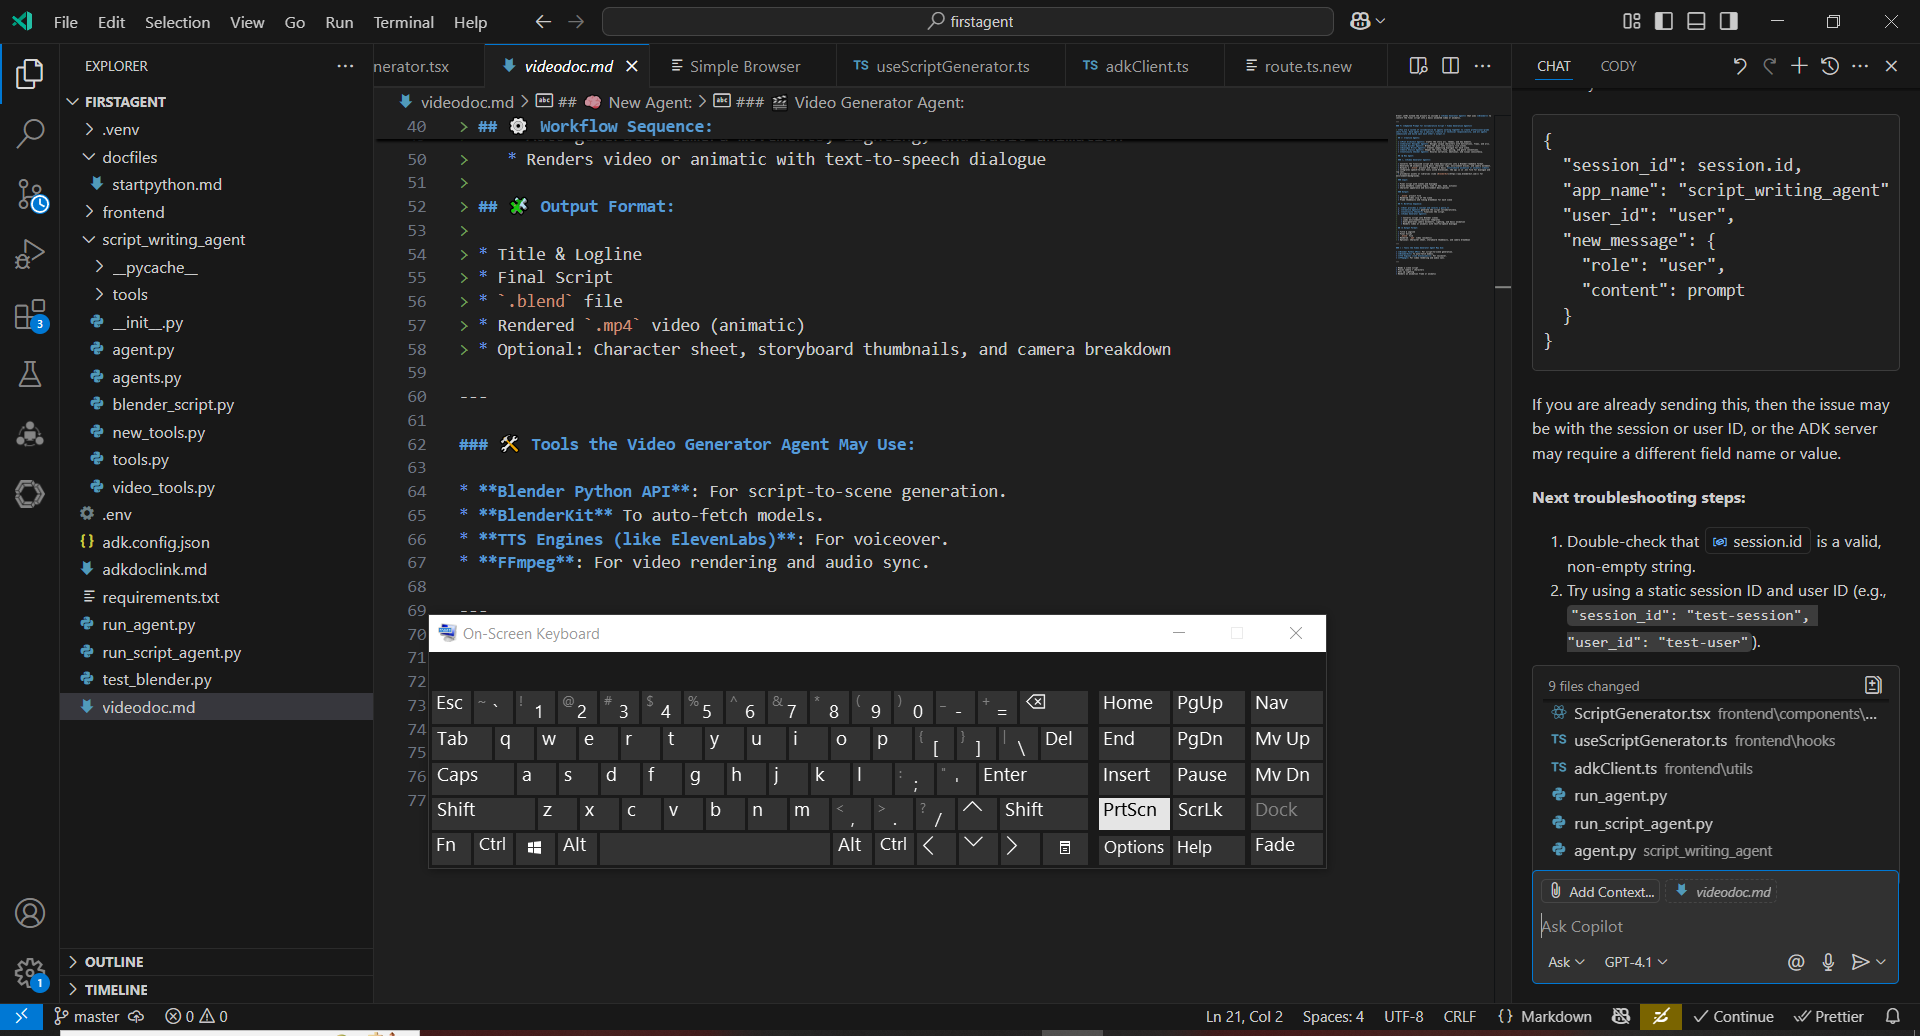 File Edit Selection View Go Run Terminal Help
firstagent
EXPLORER
FIRSTAGENT
.venv
docfiles
startpython.md
frontend
script_writing_agent
__pycache__
tools
__init__.py
agent.py
agents.py
blender_script.py
new_tools.py
tools.py
video_tools.py
.env
adk.config.json
adkdoclink.md
requirements.txt
run_agent.py
run_script_agent.py
test_blender.py
videodoc.md
OUTLINE
TIMELINE
nerator.tsx videodoc.md Simple Browser TS useScriptGenerator.ts TS adkClient.ts route.ts.new
videodoc.md > ## 🧠 New Agent: > ### 🎬 Video Generator Agent:
40 > ## ⚙️ Workflow Sequence:
50 > * Renders video or animatic with text-to-speech dialogue
51 >
52 > ## 🧩 Output Format:
53 >
54 > * Title & Logline
55 > * Final Script
56 > * `.blend` file
57 > * Rendered `.mp4` video (animatic)
58 > * Optional: Character sheet, storyboard thumbnails, and camera breakdown
59
60 ---
61
62 ### 🛠️ Tools the Video Generator Agent May Use:
63
64 * **Blender Python API**: For script-to-scene generation.
65 * **BlenderKit** To auto-fetch models.
66 * **TTS Engines (like ElevenLabs)**: For voiceover.
67 * **FFmpeg**: For video rendering and audio sync.
68
69 ---
70
71
72
73
74
75
76
77
On-Screen Keyboard
Esc ~ ` ! 1 @ 2 # 3 $ 4 % 5 ^ 6 & 7 * 8 ( 9 ) 0 _ - + = Home PgUp Nav
Tab q w e r t y u i o p { [ } ] | \ Del End PgDn Mv Up
Caps a s d f g h j k l : ; " ' Enter Insert Pause Mv Dn
Shift z x c v b n m < , > . ? / Shift PrtScn ScrLk Dock
Fn Ctrl Alt Alt Ctrl Options Help Fade
CHAT CODY
{
"session_id": session.id,
"app_name": "script_writing_agent"
"user_id": "user",
"new_message": {
"role": "user",
"content": prompt
}
}
If you are already sending this, then the issue may
be with the session or user ID, or the ADK server
may require a different field name or value.
Next troubleshooting steps:
1. Double-check that session.id is a valid,
non-empty string.
2. Try using a static session ID and user ID (e.g.,
"session_id": "test-session",
"user_id": "test-user").
9 files changed
ScriptGenerator.tsx frontend\components\...
TS useScriptGenerator.ts frontend\hooks
TS adkClient.ts frontend\utils
run_agent.py
run_script_agent.py
agent.py script_writing_agent
Add Context... videodoc.md
Ask Copilot
Ask GPT-4.1
3
1
master 0 0
Ln 21, Col 2 Spaces: 4 UTF-8 CRLF {} Markdown Continue Prettier